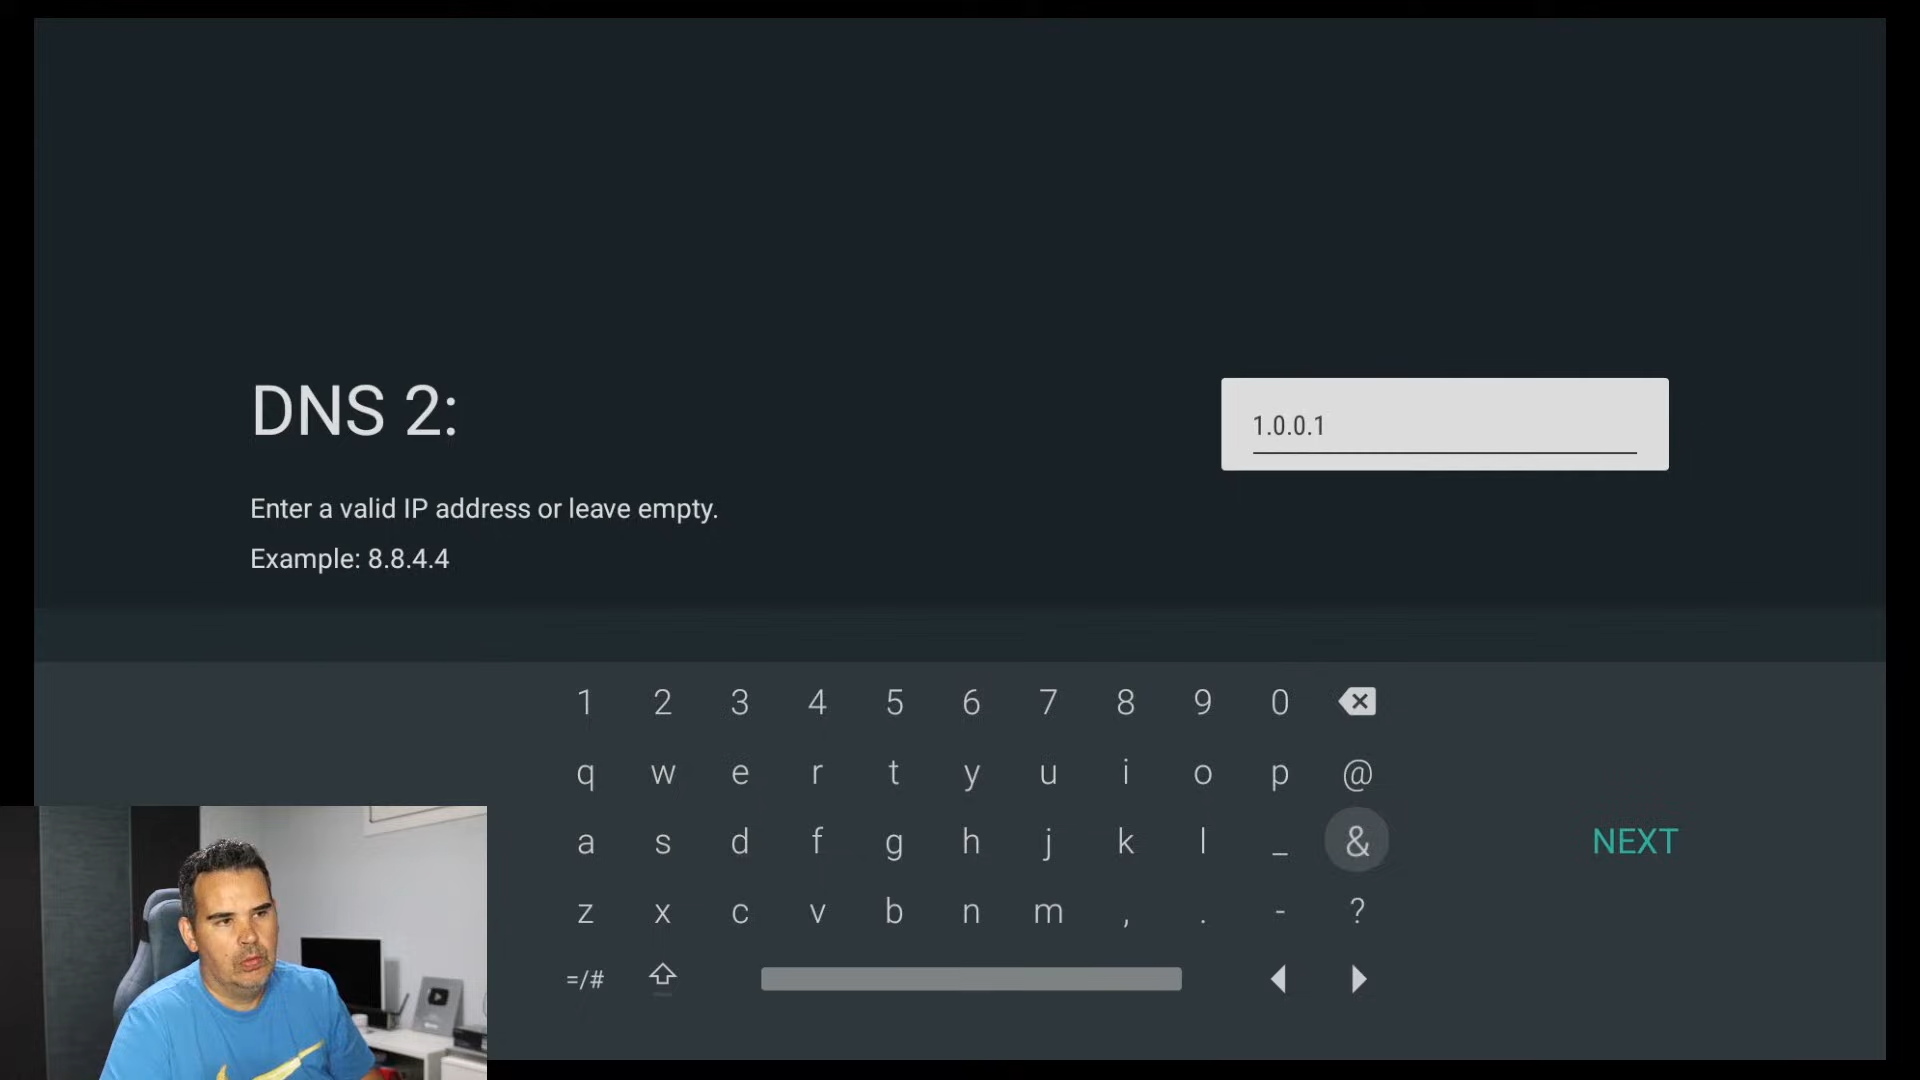 DNS 2:
1.0.0.1
Enter a valid IP address or leave empty.
Example: 8.8.4.4
1 2 3 4 5 6 7 8 9 0
q w e r t y u i o p @
a s d f g h j k l _ &
NEXT
z x c v b n m , . - ?
=/#